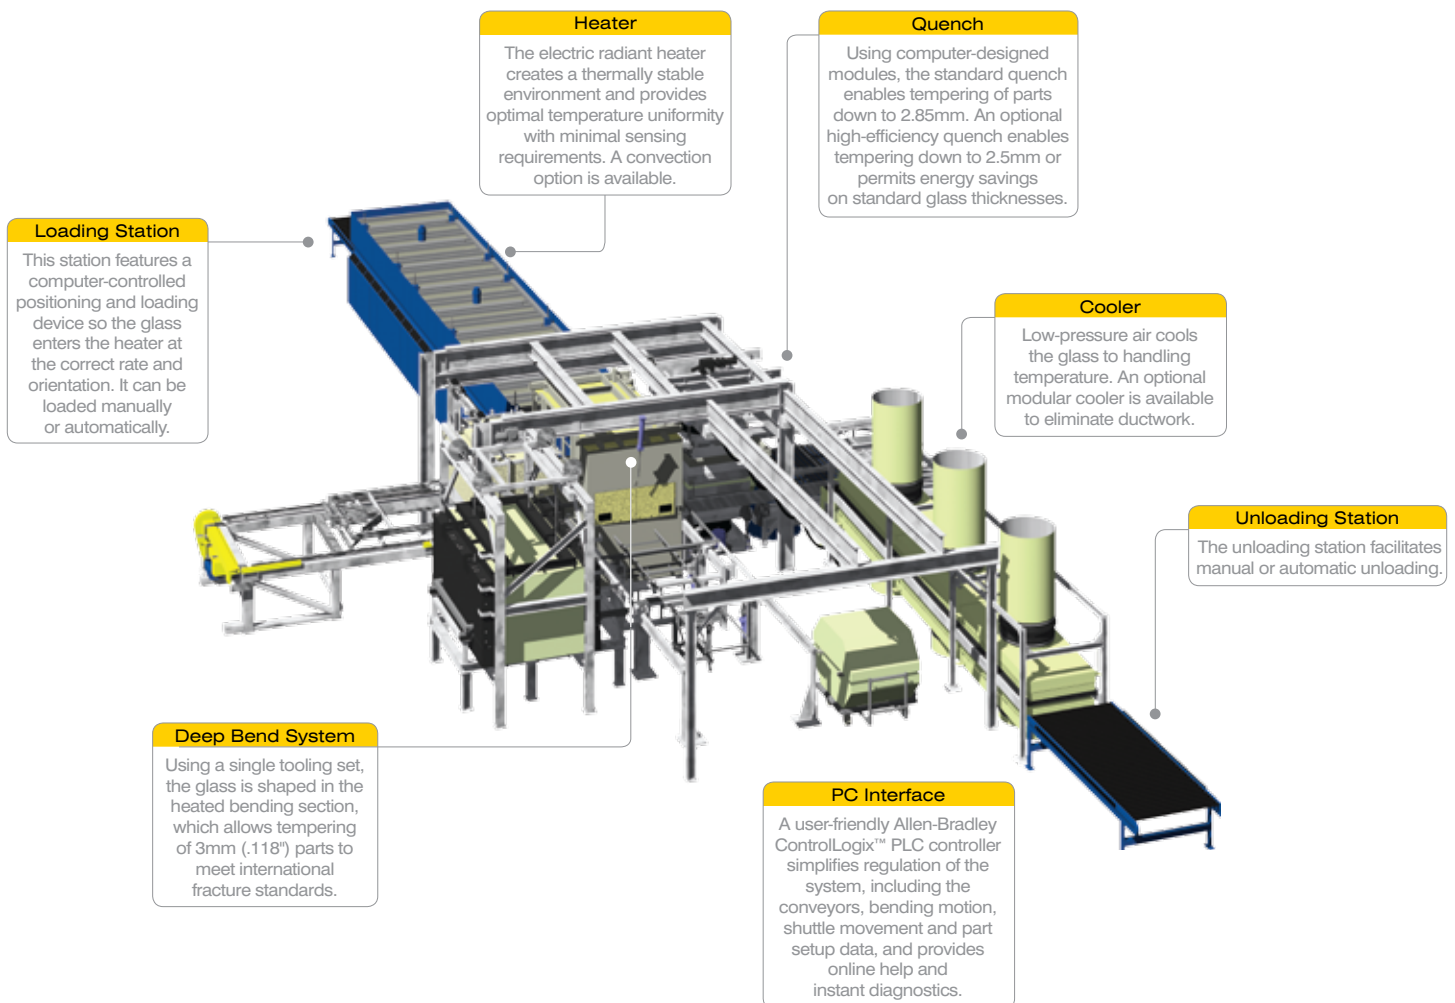 Heater
The electric radiant heater
creates a thermally stable
environment and provides
optimal temperature uniformity
with minimal sensing
requirements. A convection
option is available.
Quench
Using computer-designed
modules, the standard quench
enables tempering of parts
down to 2.85mm. An optional
high-efficiency quench enables
tempering down to 2.5mm or
permits energy savings
on standard glass thicknesses.
Loading Station
This station features a
computer-controlled
positioning and loading
device so the glass
enters the heater at
the correct rate and
orientation. It can be
loaded manually
or automatically.
Cooler
Low-pressure air cools
the glass to handling
temperature. An optional
modular cooler is available
to eliminate ductwork.
Unloading Station
The unloading station facilitates
manual or automatic unloading.
Deep Bend System
Using a single tooling set,
the glass is shaped in the
heated bending section,
which allows tempering
of 3mm (.118") parts to
meet international
fracture standards.
PC Interface
A user-friendly Allen-Bradley
ControlLogix™ PLC controller
simplifies regulation of the
system, including the
conveyors, bending motion,
shuttle movement and part
setup data, and provides
online help and
instant diagnostics.